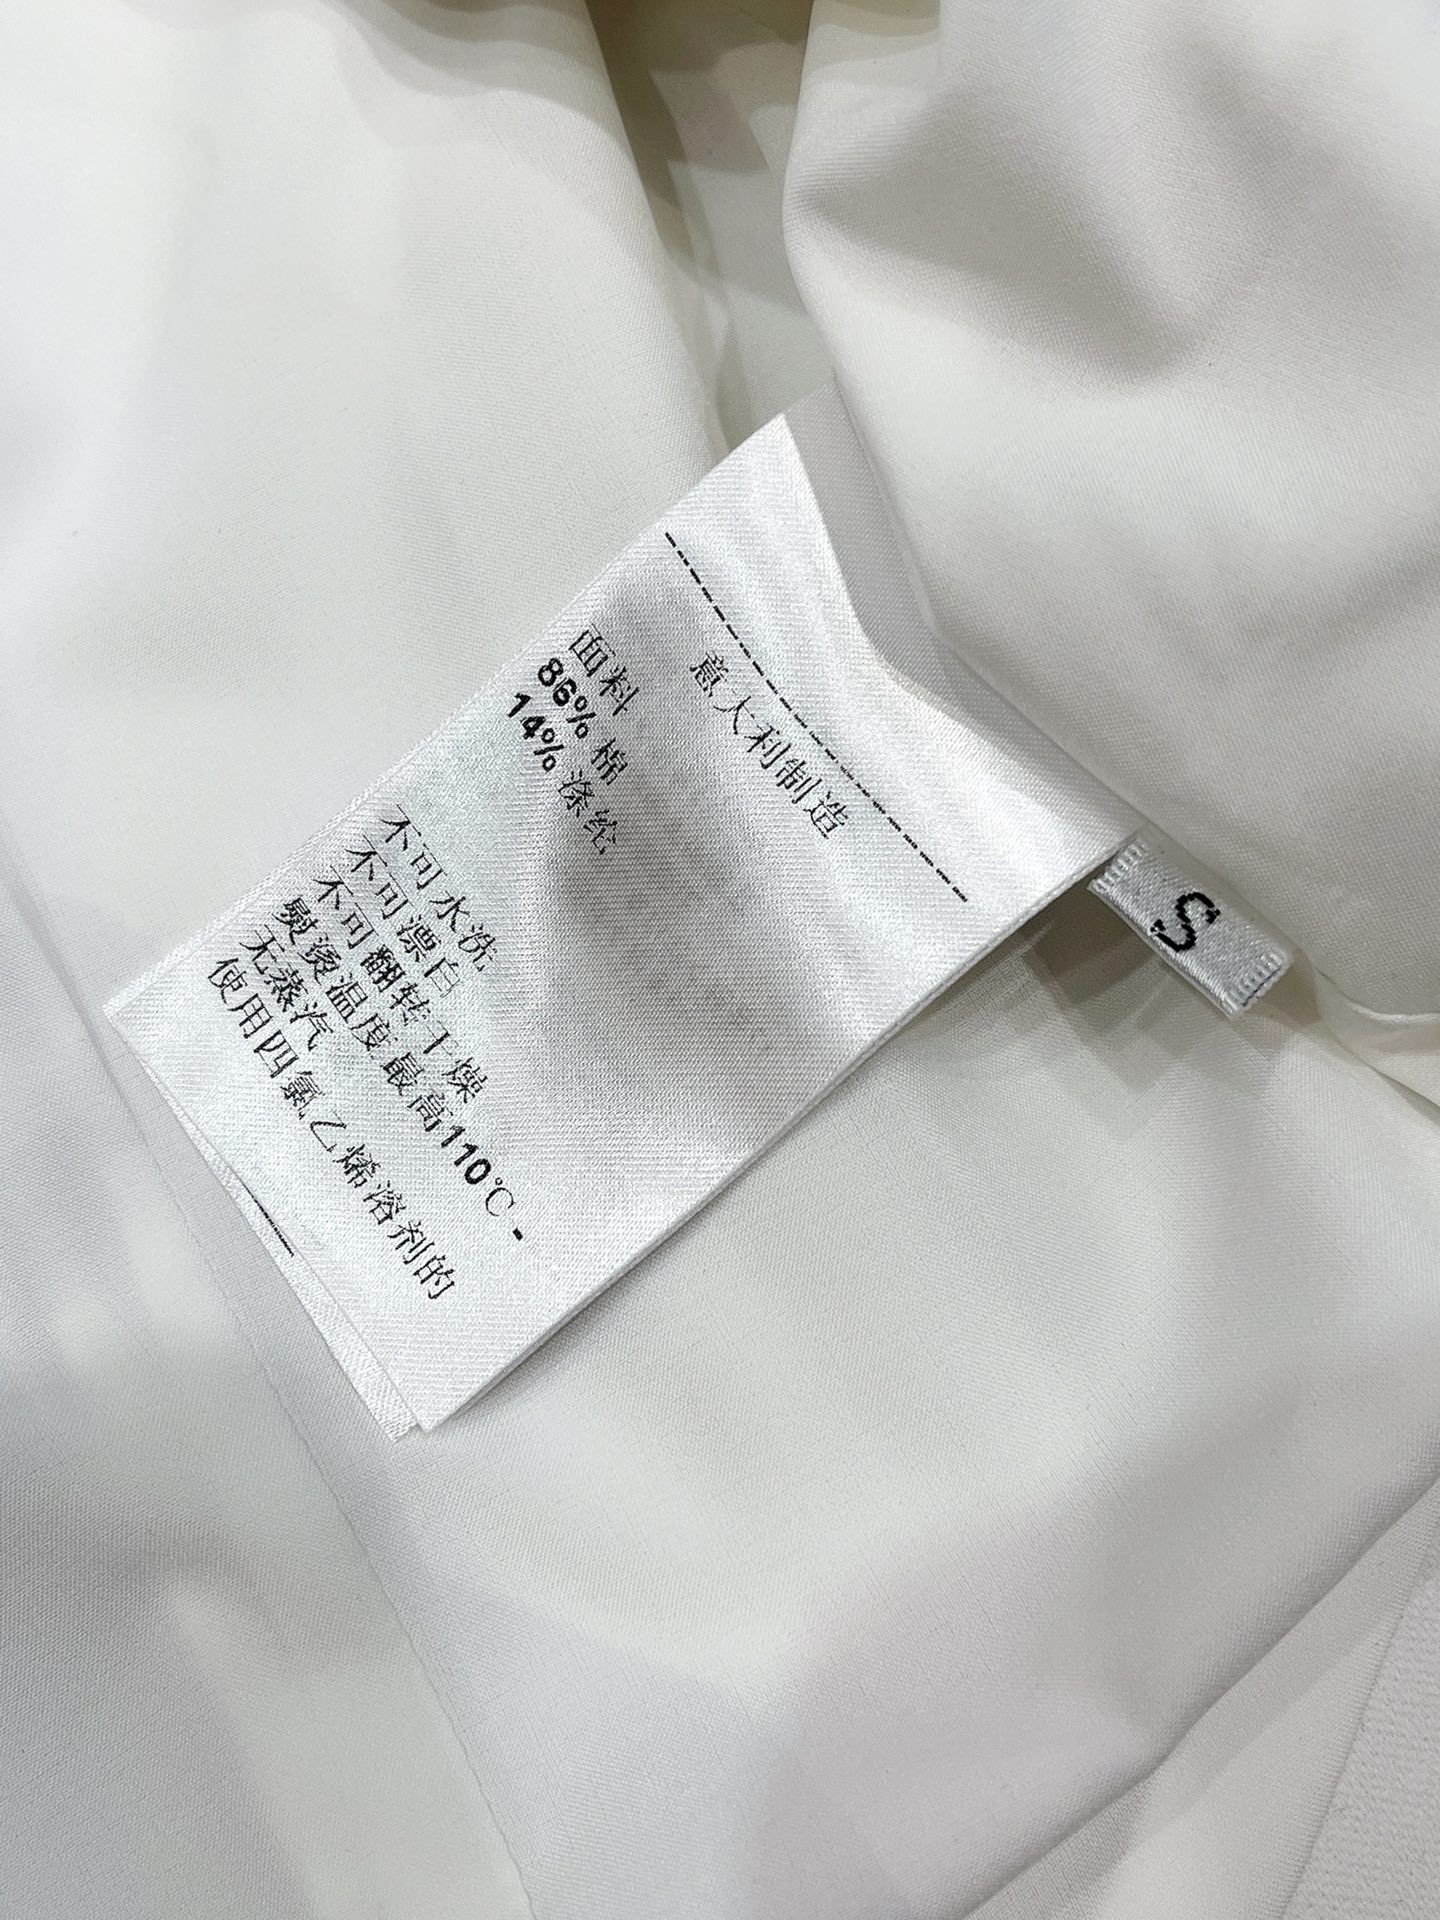 意大利制造
面料
86% 棉
14% 涤纶
不可水洗
不可漂白
不可翻转干燥
熨烫温度最高110℃ -
无蒸汽
使用四氯乙烯溶剂的
S